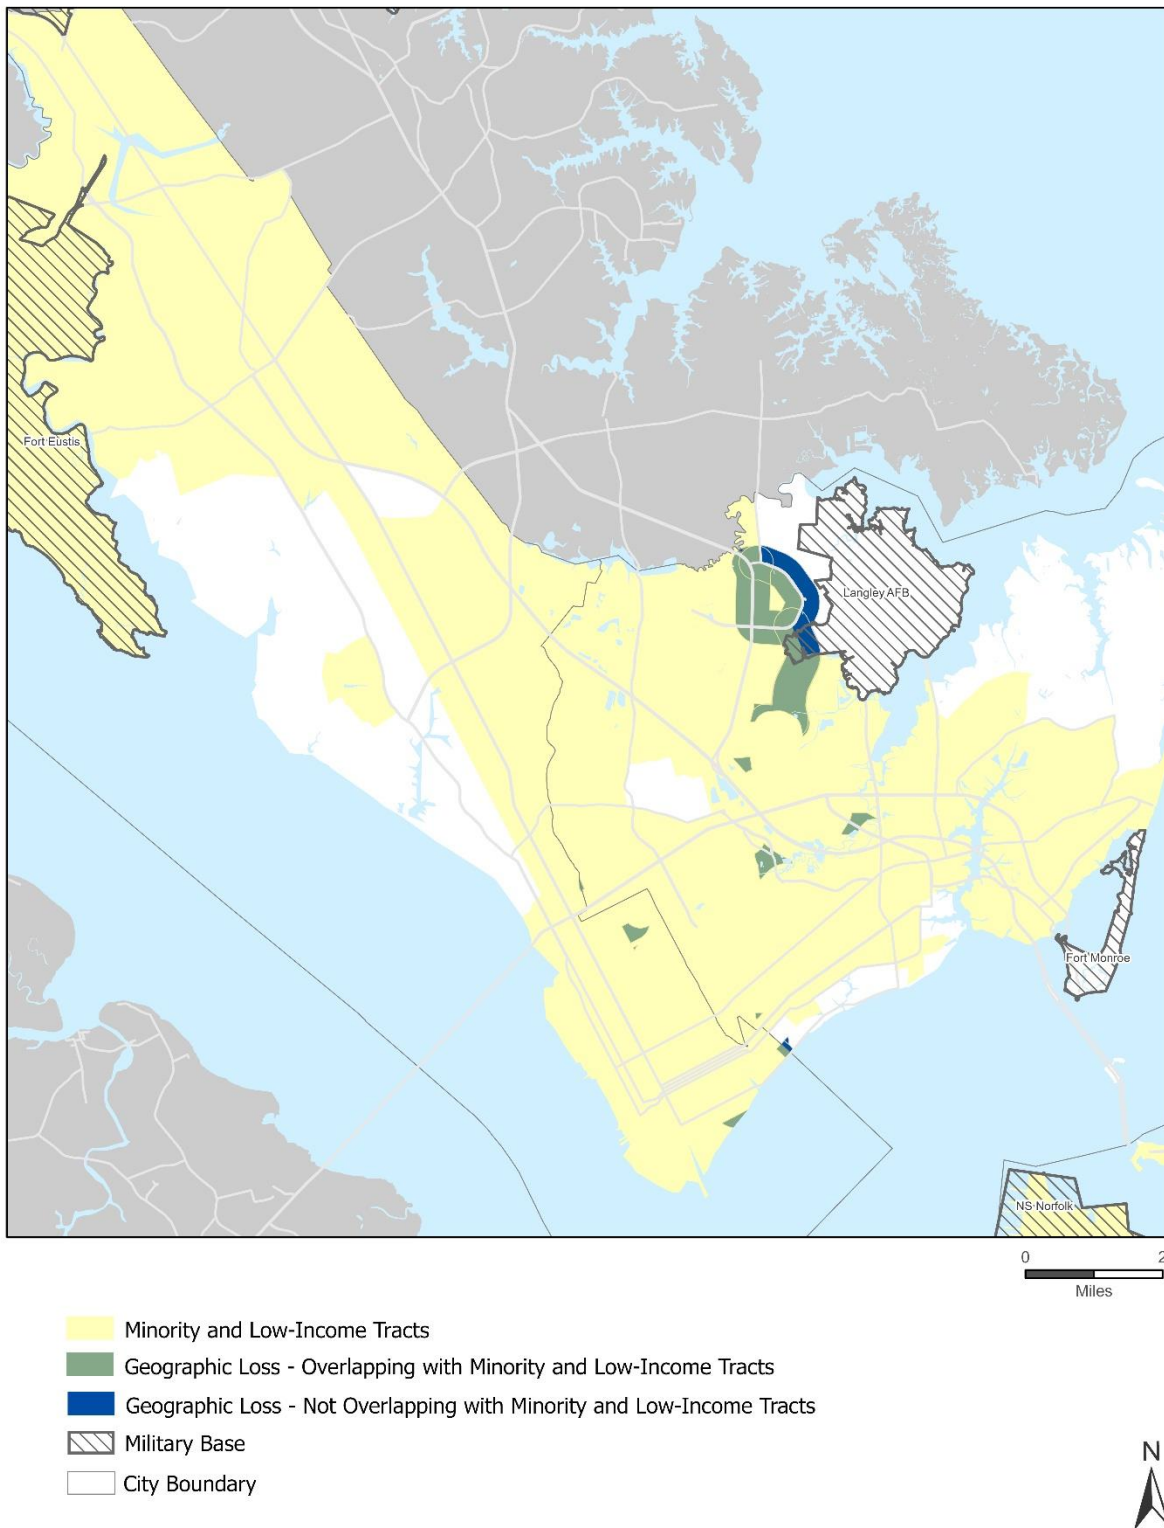 Fort Eustis
Langley AFB
Fort Monroe
NS Norfolk
0 2
Miles
Minority and Low-Income Tracts
Geographic Loss - Overlapping with Minority and Low-Income Tracts
Geographic Loss - Not Overlapping with Minority and Low-Income Tracts
Military Base
City Boundary
N